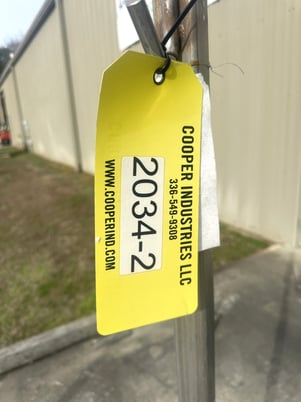 COOPER INDUSTRIES LLC
336-549-9308
2034-2
WWW.COOPERIND.COM